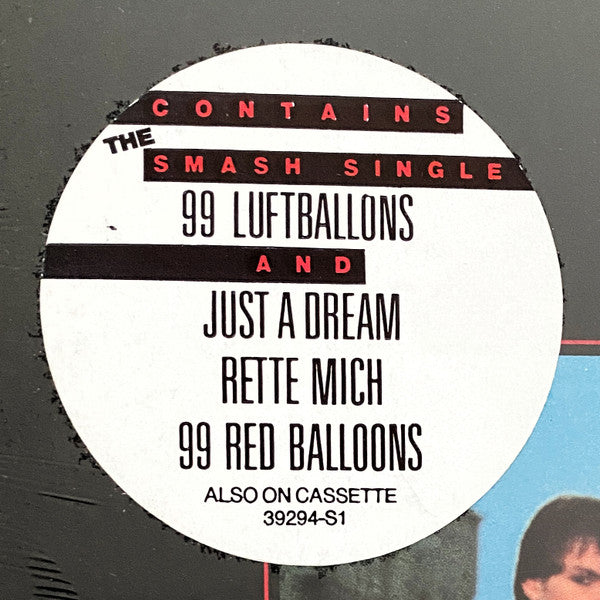 CONTAINS
THE
SMASH SINGLE
99 LUFTBALLONS
AND
JUST A DREAM
RETTE MICH
99 RED BALLOONS
ALSO ON CASSETTE
39294-S1